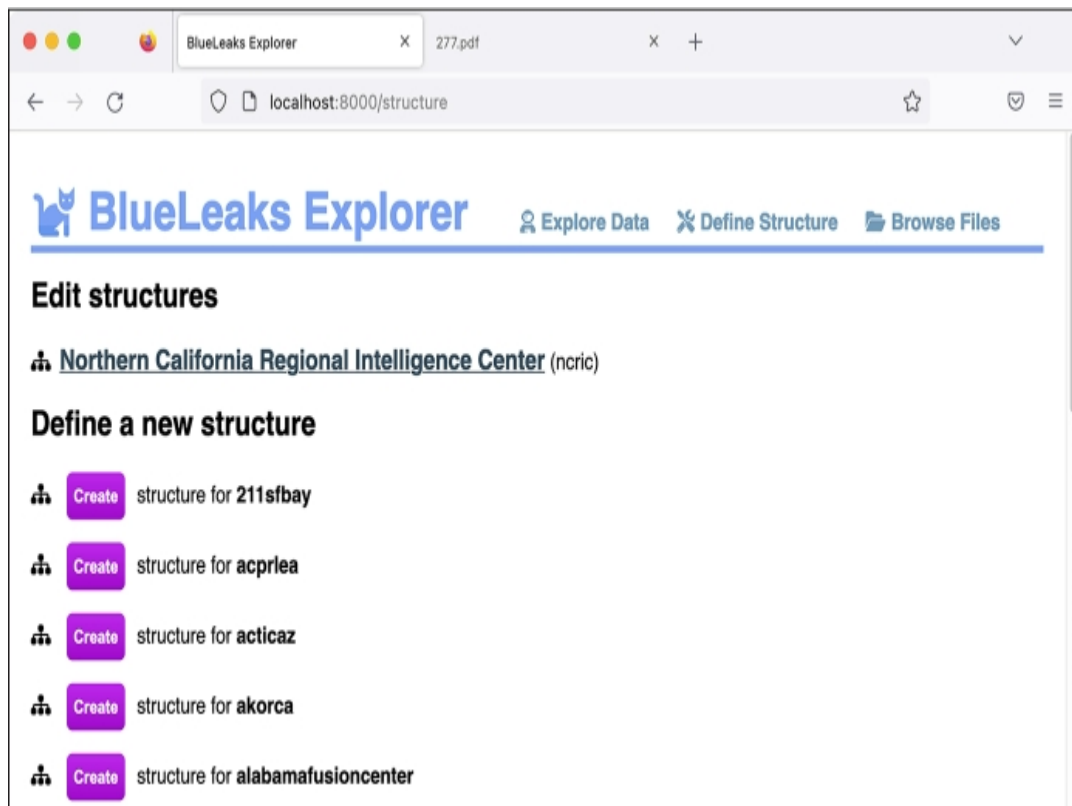 BlueLeaks Explorer
277.pdf
localhost:8000/structure
BlueLeaks Explorer
Explore Data
Define Structure
Browse Files
Edit structures
Northern California Regional Intelligence Center (ncric)
Define a new structure
Create structure for 211sfbay
Create structure for acprlea
Create structure for acticaz
Create structure for akorca
Create structure for alabamafusioncenter